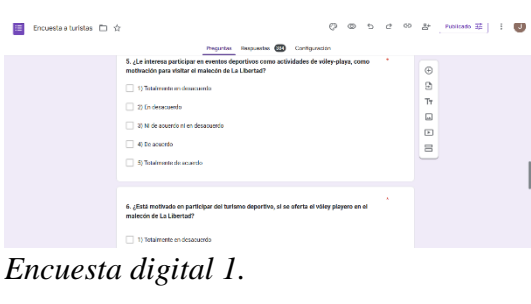 Encuesta a turistas
Publicado
J
Preguntas Respuestas Configuración
5. ¿Le interesa participar en eventos deportivos como actividades de vóley-playa, como
motivación para visitar el malecón de La Libertad?
*
1) Totalmente en desacuerdo
2) En desacuerdo
3) Ni de acuerdo ni en desacuerdo
4) De acuerdo
5) Totalmente de acuerdo
6. ¿Está motivado en participar del turismo deportivo, si se oferta el vóley playero en el
malecón de La Libertad?
*
1) Totalmente en desacuerdo
Encuesta digital 1.